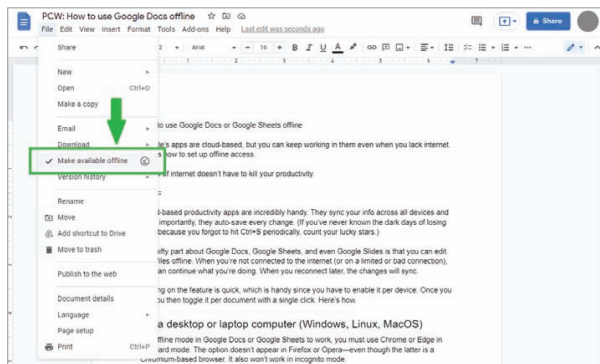 PCW: How to use Google Docs offline
File Edit View Insert Format Tools Add-ons Help Last edit was seconds ago
Share
Arial
16
B I U A
Share
New
Open Ctrl+O
Make a copy
Email
Download
Make available offline
Version history
Rename
Move
Add shortcut to Drive
Move to trash
Publish to the web
Document details
Language
Page setup
Print Ctrl+P
to use Google Docs or Google Sheets offline
apps are cloud-based, but you can keep working in them even when you lack internet.
how to set up offline access.
of internet doesn't have to kill your productivity.
=
-based productivity apps are incredibly handy. They sync your info across all devices and
importantly, they auto-save every change. (If you've never known the dark days of losing
because you forgot to hit Ctrl+S periodically, count your lucky stars.)
ifty part about Google Docs, Google Sheets, and even Google Slides is that you can edit
files offline. When you're not connected to the internet (or on a limited or bad connection),
an continue what you're doing. When you reconnect later, the changes will sync.
ng on the feature is quick, which is handy since you have to enable it per device. Once you
ou then toggle it per document with a single click. Here's how.
a desktop or laptop computer (Windows, Linux, MacOS)
ffline mode in Google Docs or Google Sheets to work, you must use Chrome or Edge in
ard mode. The option doesn't appear in Firefox or Opera—even though the latter is a
Chromium-based browser. It also won't work in incognito mode.